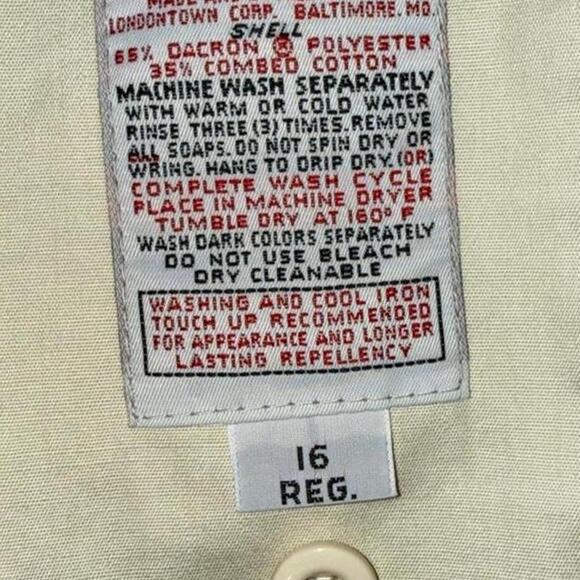 MADE AND
LONDONTOWN CORP. BALTIMORE. MD
SHELL
65% DACRON ® POLYESTER
35% COMBED COTTON
MACHINE WASH SEPARATELY
WITH WARM OR COLD WATER
RINSE THREE (3) TIMES. REMOVE
ALL SOAPS. DO NOT SPIN DRY OR
WRING. HANG TO DRIP DRY. (OR)
COMPLETE WASH CYCLE
PLACE IN MACHINE DRYER
TUMBLE DRY AT 160° F
WASH DARK COLORS SEPARATELY
DO NOT USE BLEACH
DRY CLEANABLE
WASHING AND COOL IRON
TOUCH UP RECOMMENDED
FOR APPEARANCE AND LONGER
LASTING REPELLENCY
16
REG.